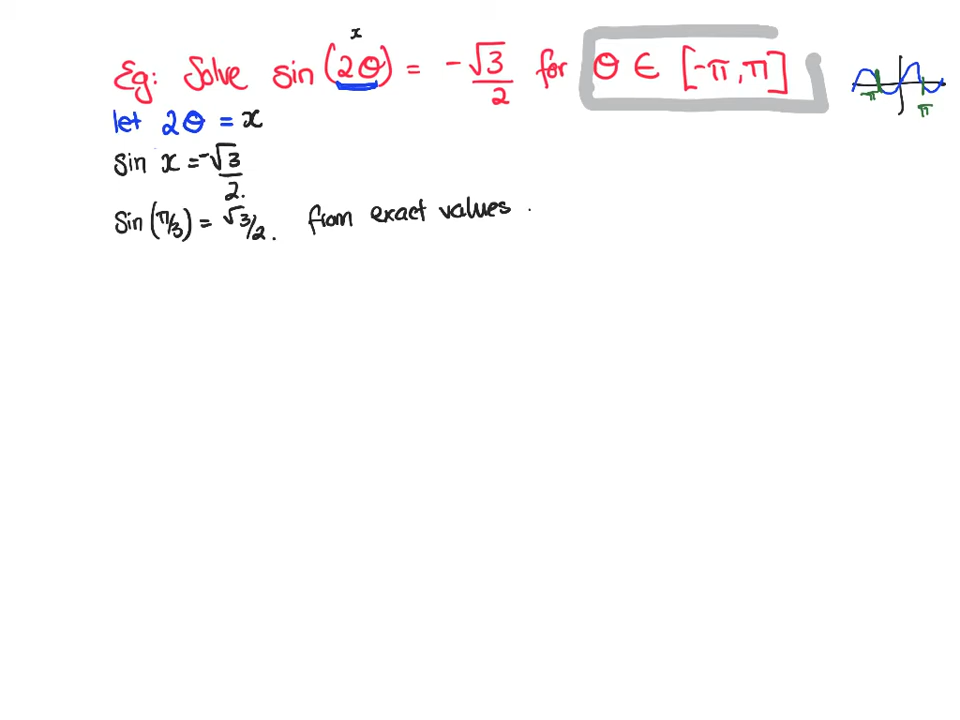 x
Eg: Solve sin (2θ) = -√3/2 for θ ∈ [-π, π]
let 2θ = x
sin x = -√3/2.
Sin(π/3) = √3/2. from exact values.
-π π